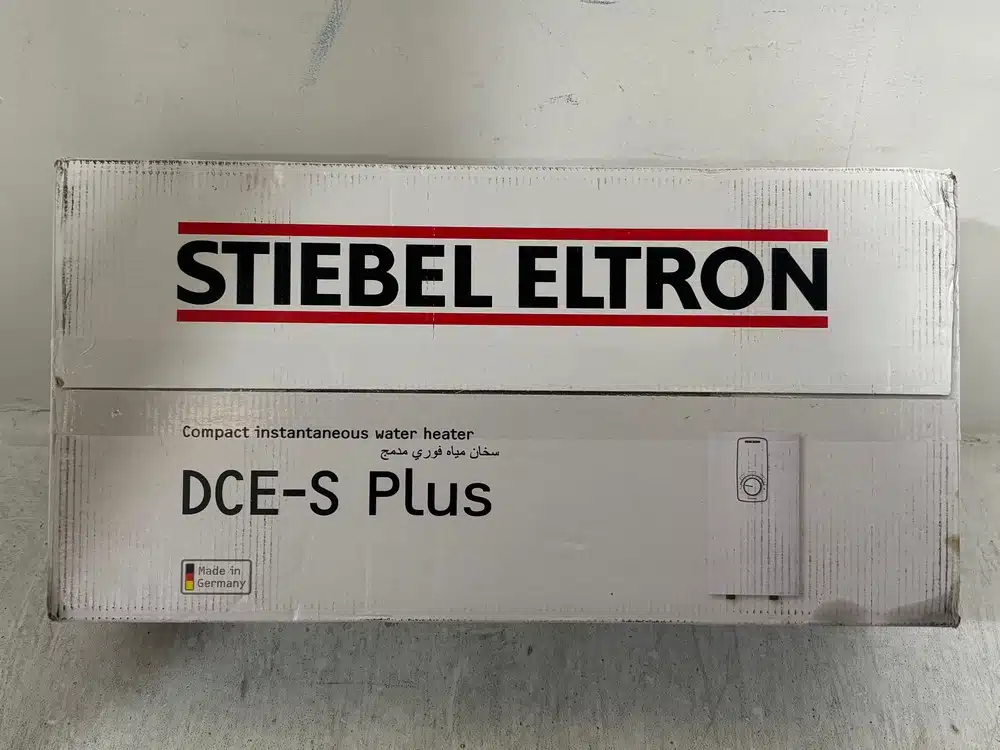 STIEBEL ELTRON
Compact instantaneous water heater
سخان مياه فوري مدمج
DCE-S Plus
Made in
Germany